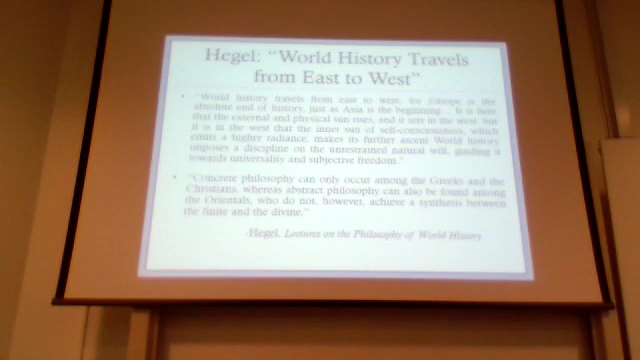 Hegel: “World History Travels
from East to West”
• “World history travels from east to west, for Europe is the
absolute end of history, just as Asia is the beginning... It is here
that the external and physical sun rises, and it sets in the west, but
it is in the west that the inner sun of self-consciousness, which
emits a higher radiance, makes its further ascent. World history
imposes a discipline on the unrestrained natural will, guiding it
towards universality and subjective freedom.”
• “Concrete philosophy can only occur among the Greeks and the
Christians, whereas abstract philosophy can also be found among
the Orientals, who do not, however, achieve a synthesis between
the finite and the divine.”
-Hegel, Lectures on the Philosophy of World History